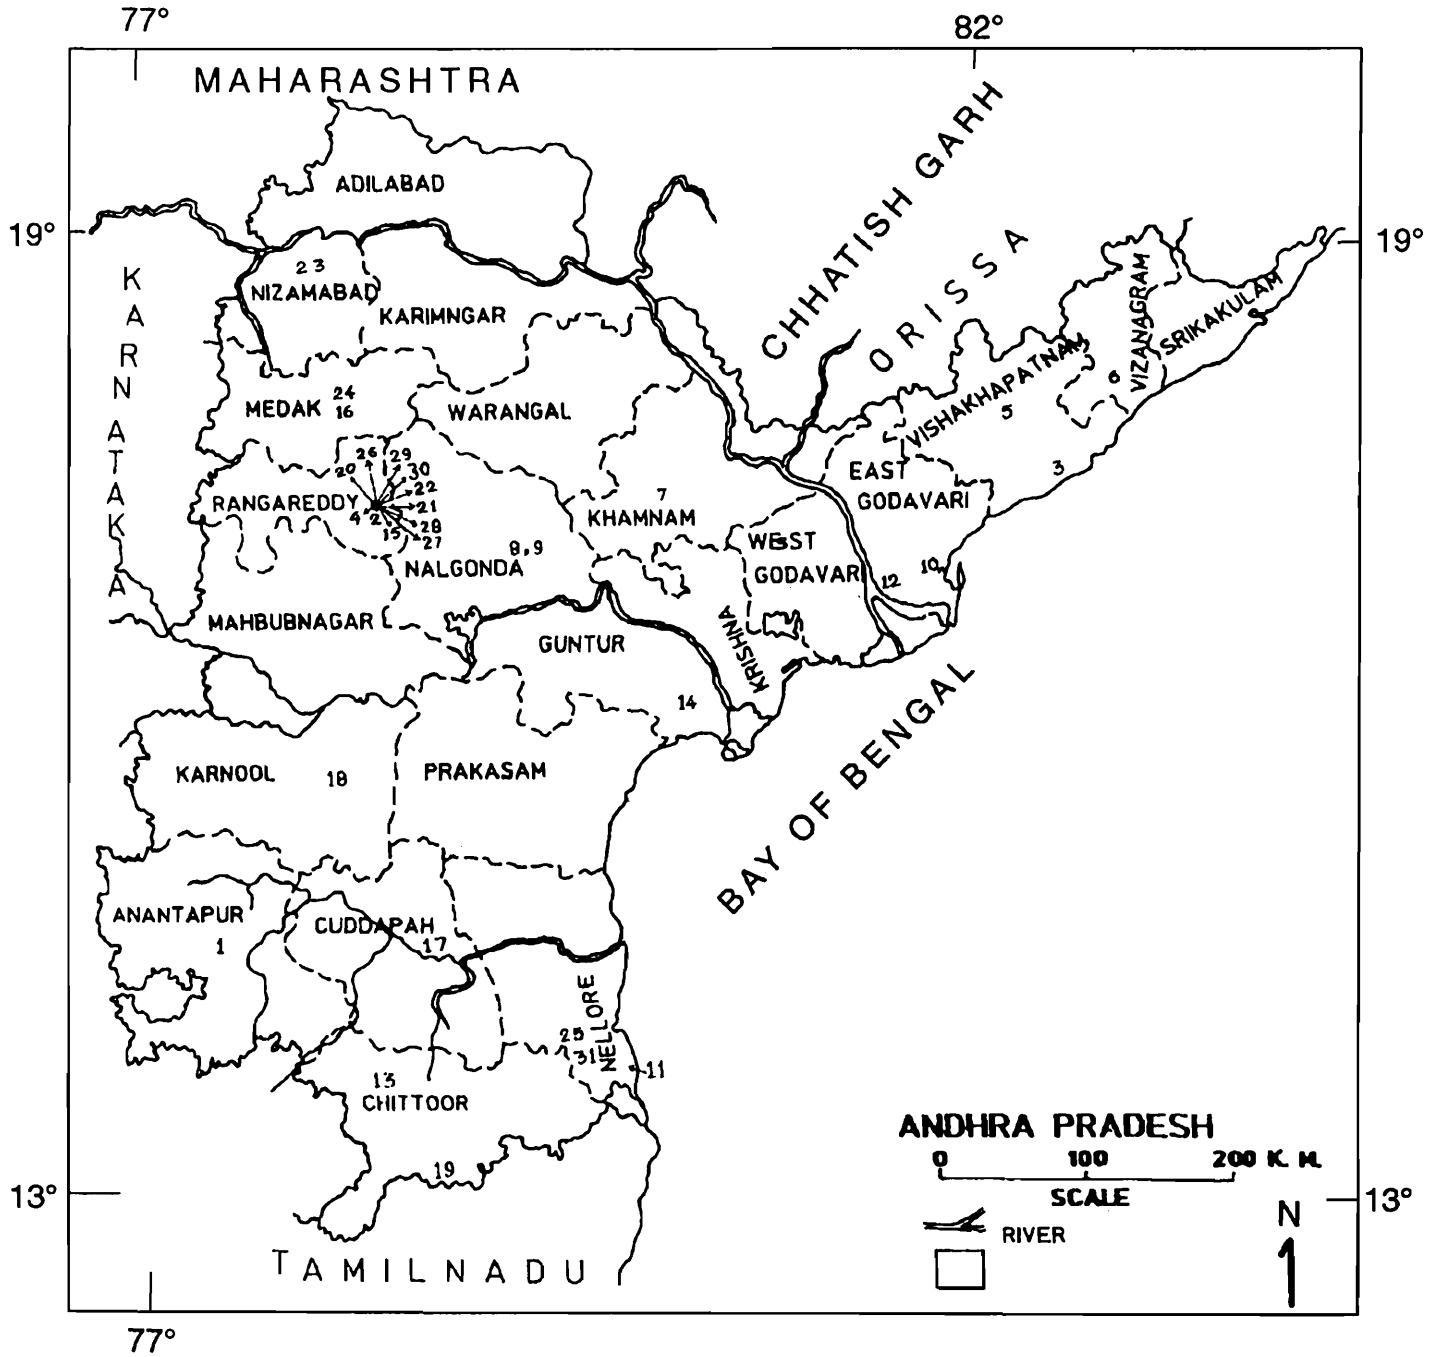 77° 82°
MAHARASHTRA
CHHATISH GARH
ADILABAD
19° 19°
ORISSA
KARNATAKA
23
NIZAMABAD
KARIMNGAR
VIZANAGRAM
SRIKAKULAM
VISHAKHAPATNAM
6
5
3
MEDAK 24
16
WARANGAL
26 29
20 30
22
RANGAREDDY 21
4 2 28
15 27
EAST
GODAVARI
7
KHAMNAM
WEST
GODAVARI
8,9
NALGONDA
10
12
MAHBUBNAGAR
GUNTUR
KRISHNA
14
BAY OF BENGAL
KARNOOL 18
PRAKASAM
ANANTAPUR
1
CUDDAPAH
17
NELLORE
25
31
11
13
CHITTOOR
19
ANDHRA PRADESH
0 100 200 K. M.
SCALE
RIVER
N
13° 13°
TAMILNADU
77°